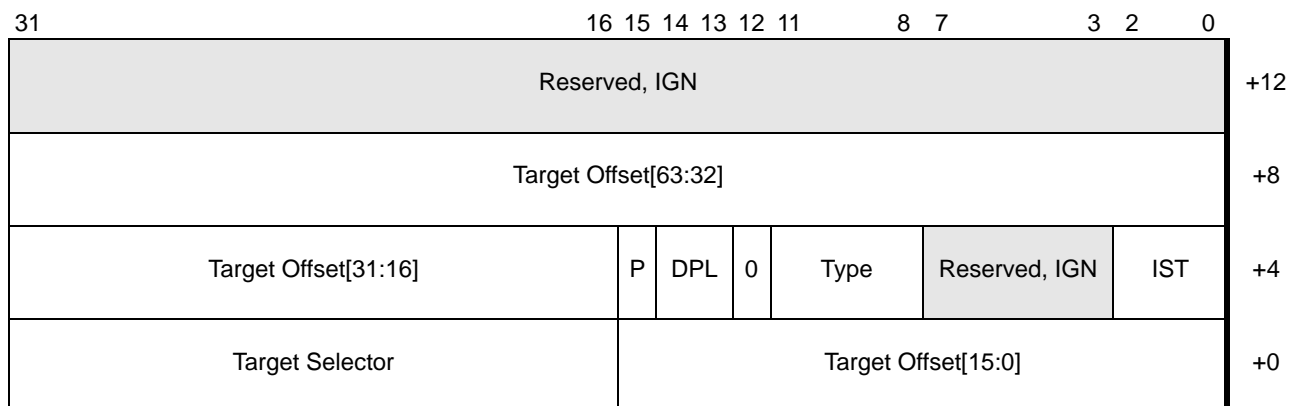 31 16 15 14 13 12 11 8 7 3 2 0
Reserved, IGN +12
Target Offset[63:32] +8
Target Offset[31:16] P DPL 0 Type Reserved, IGN IST +4
Target Selector Target Offset[15:0] +0